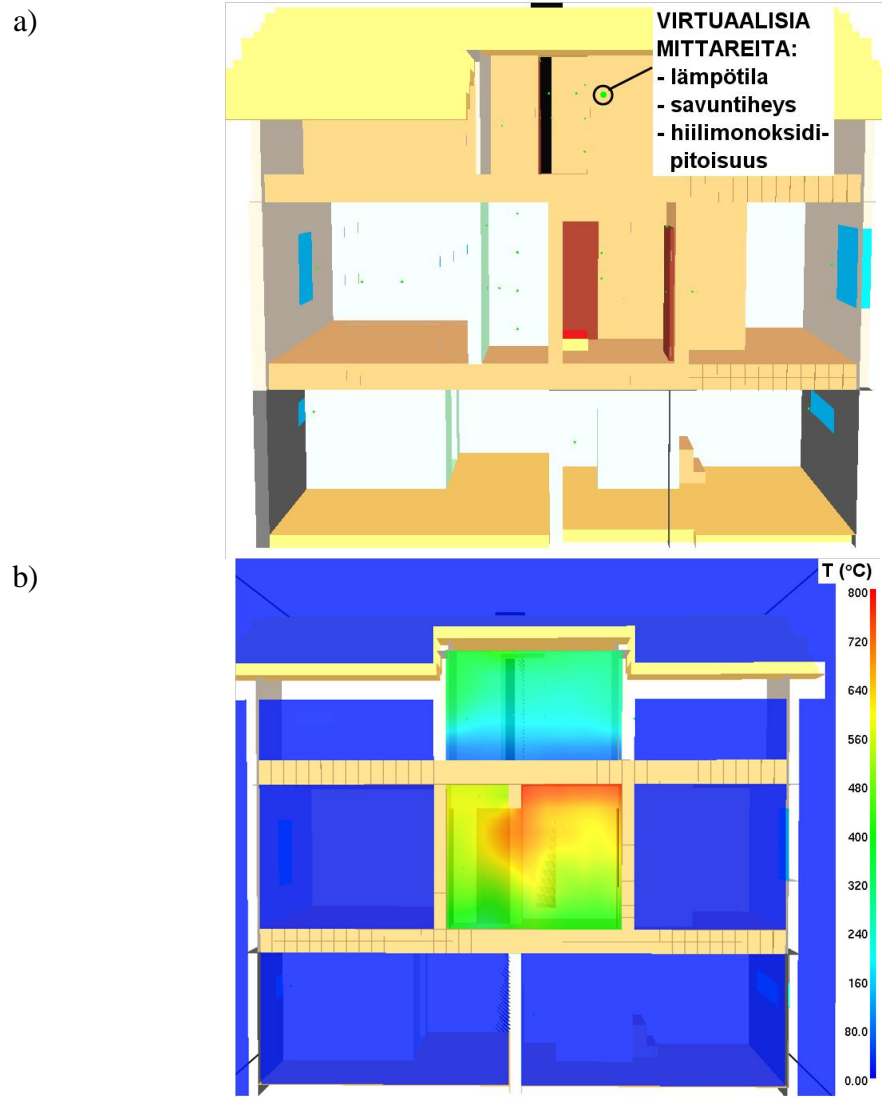 a)
VIRTUAALISIA
MITTAREITA:
- lämpötila
- savuntiheys
- hiilimonoksidi-
pitoisuus
b)
T (°C)
800
720
640
560
480
400
320
240
160
80.0
0.00